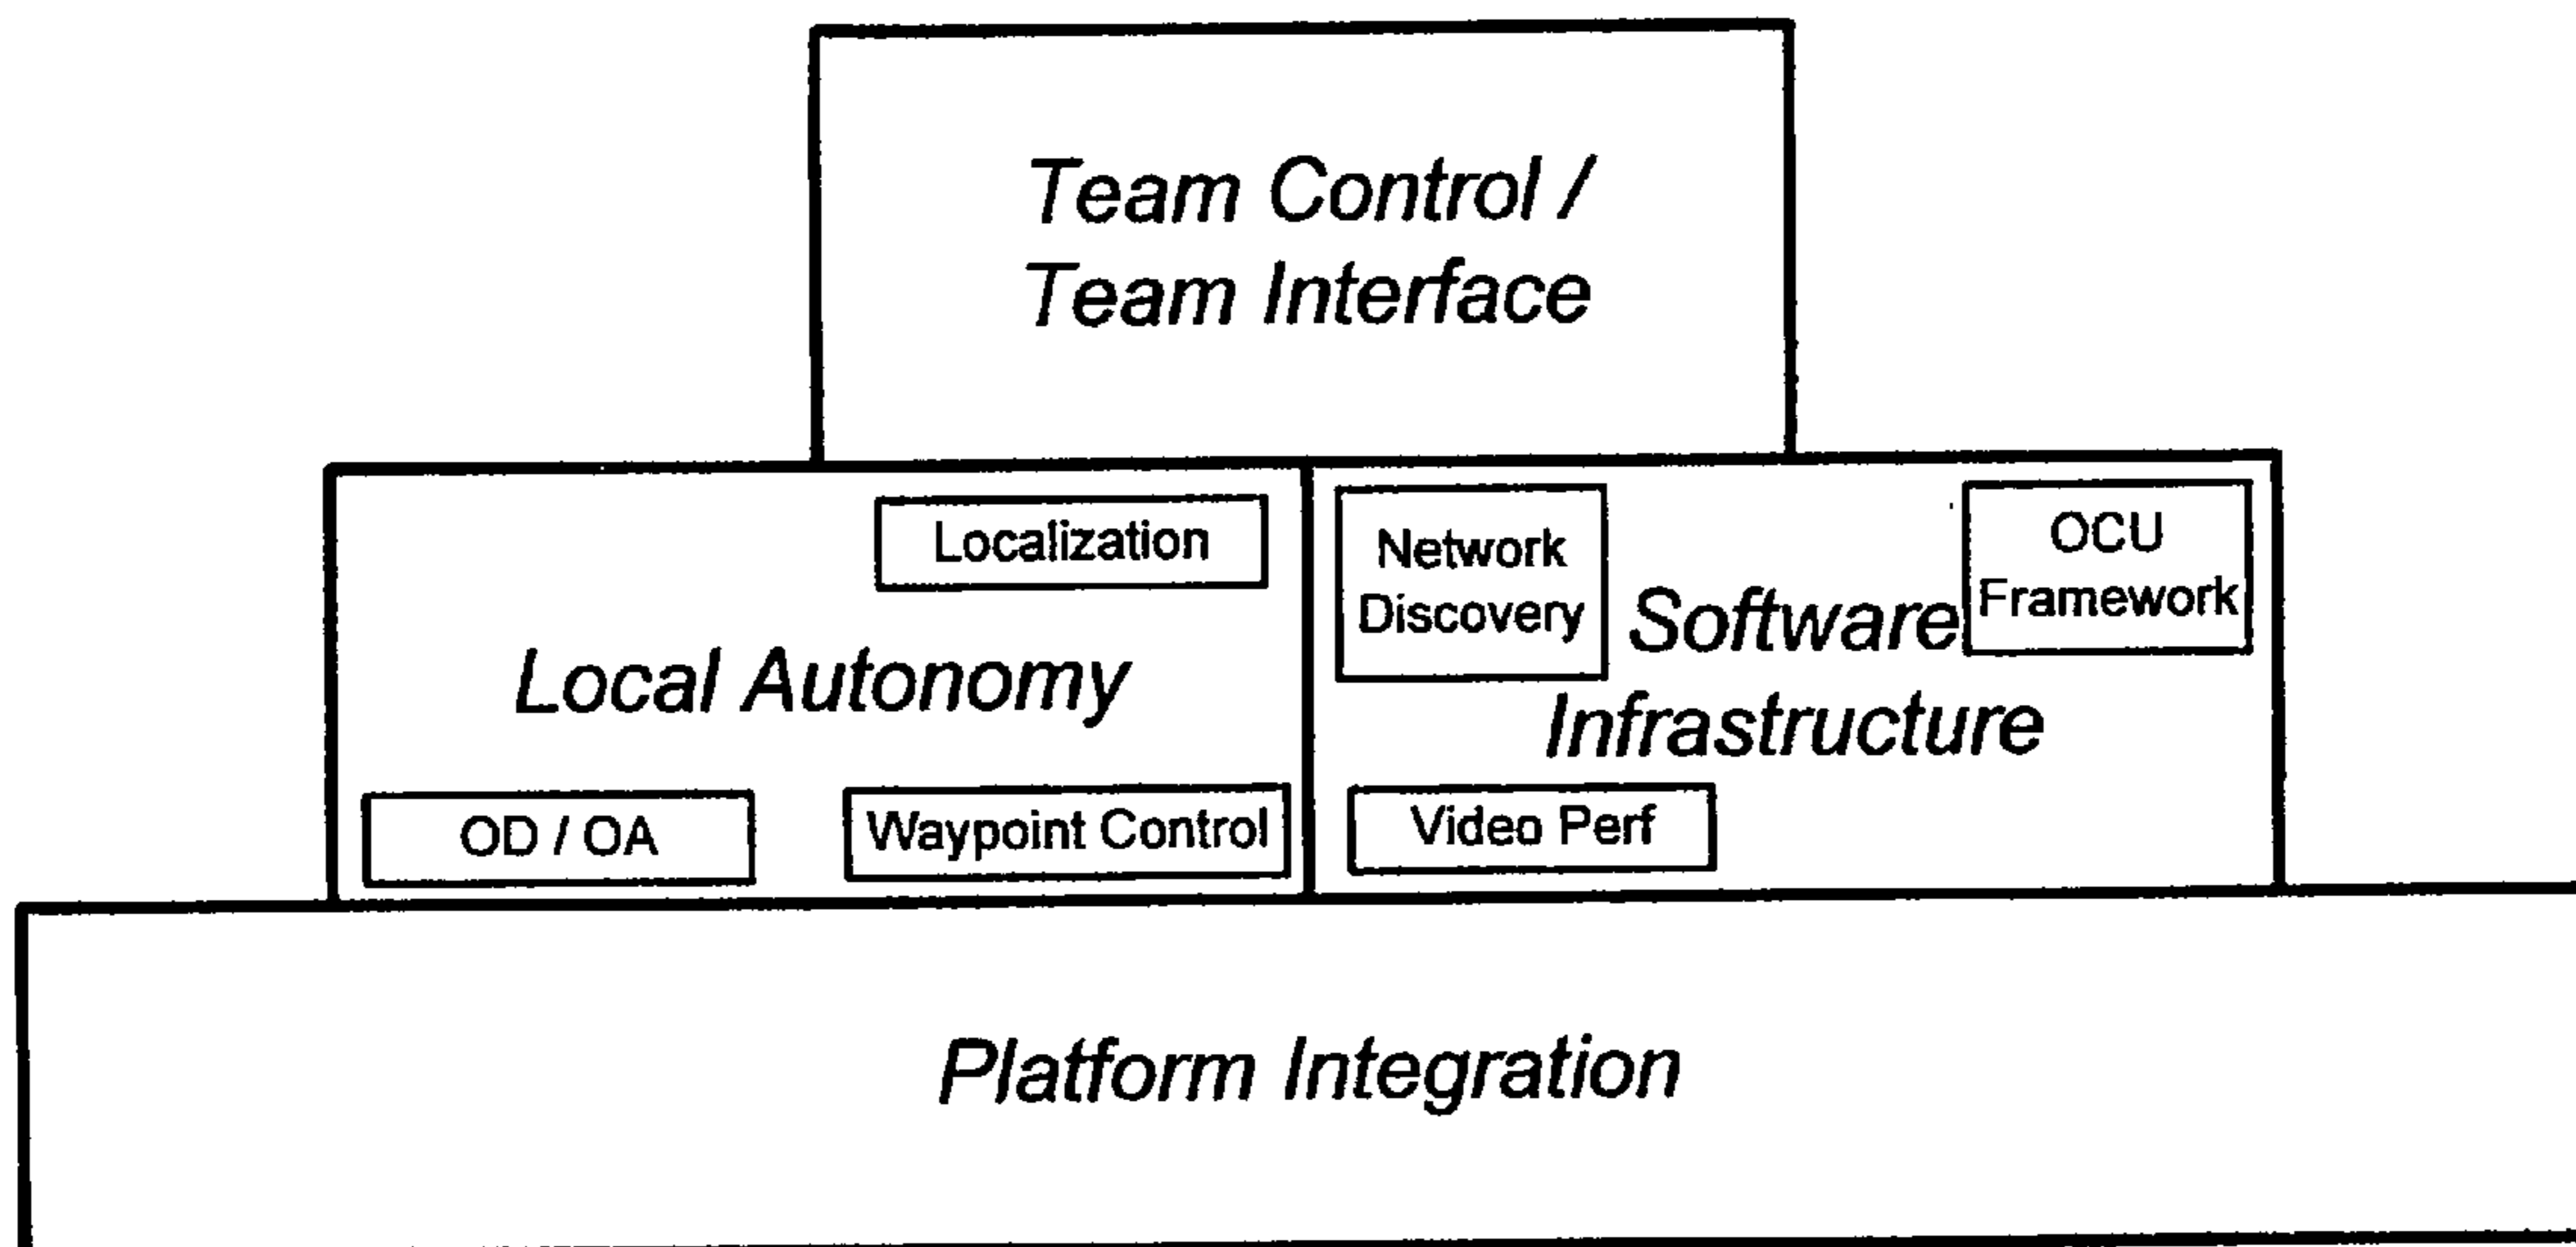 Team Control /
Team Interface
Localization
Local Autonomy
OD / OA
Waypoint Control
Network
Discovery
OCU
Framework
Software
Infrastructure
Video Perf
Platform Integration